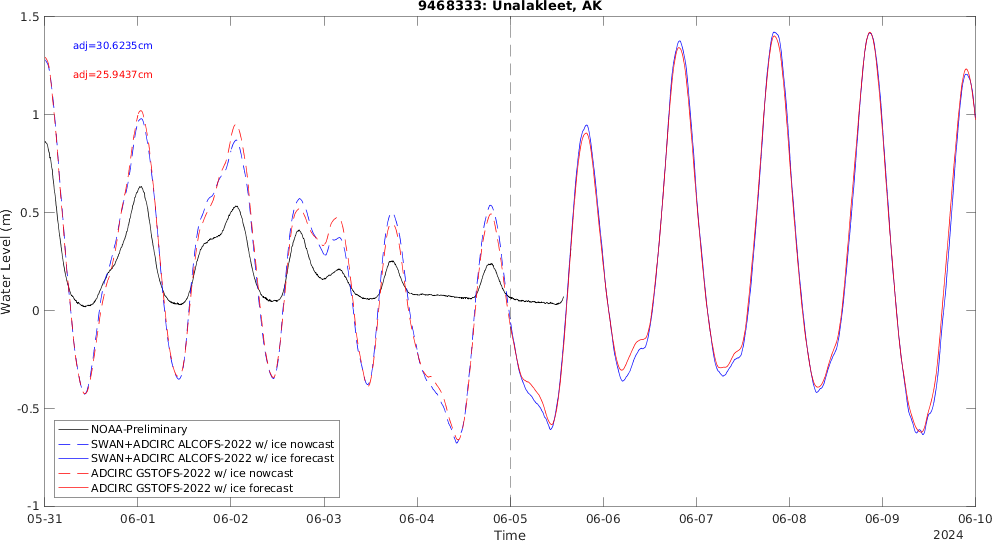 9468333: Unalakleet, AK
1.5
adj=30.6235cm
adj=25.9437cm
1
0.5
Water Level (m)
0
-0.5
NOAA-Preliminary
SWAN+ADCIRC ALCOFS-2022 w/ ice nowcast
SWAN+ADCIRC ALCOFS-2022 w/ ice forecast
ADCIRC GSTOFS-2022 w/ ice nowcast
ADCIRC GSTOFS-2022 w/ ice forecast
-1
05-31 06-01 06-02 06-03 06-04 06-05 06-06 06-07 06-08 06-09 06-10
Time
2024